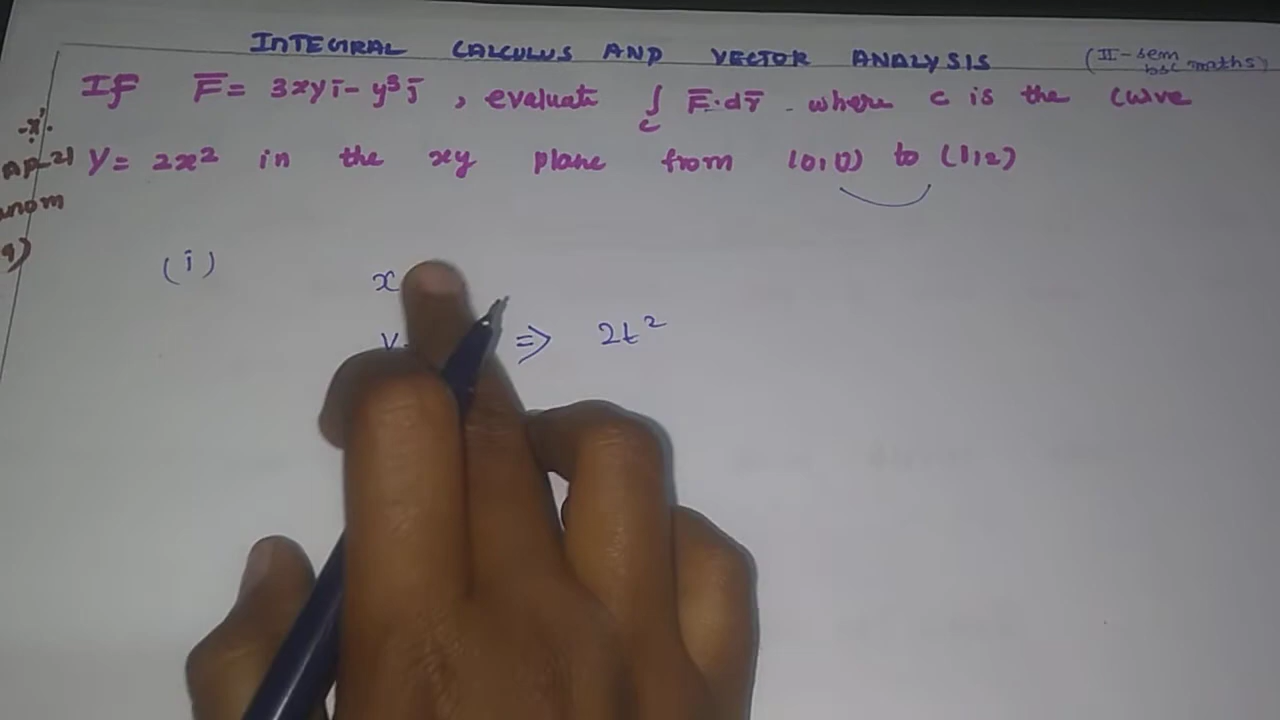 INTEGRAL CALCULUS AND VECTOR ANALYSIS
(II-sem
bsc maths)
If F̅ = 3xy i̅ - y³ j̅ , evaluate ∫c F̅·dr̅ where c is the curve
y = 2x² in the xy plane from (0,0) to (1,2)
(i) x
y ⇒ 2t²